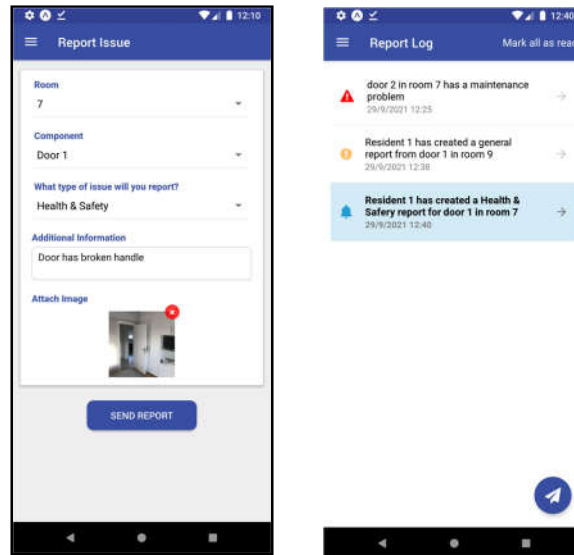 12:10
Report Issue
Room
7
Component
Door 1
What type of issue will you report?
Health & Safety
Additional Information
Door has broken handle
Attach Image
SEND REPORT
12:40
Report Log
Mark all as read
door 2 in room 7 has a maintenance
problem
29/9/2021 12:25
Resident 1 has created a general
report from door 1 in room 9
29/9/2021 12:38
Resident 1 has created a Health &
Safery report for door 1 in room 7
29/9/2021 12:40